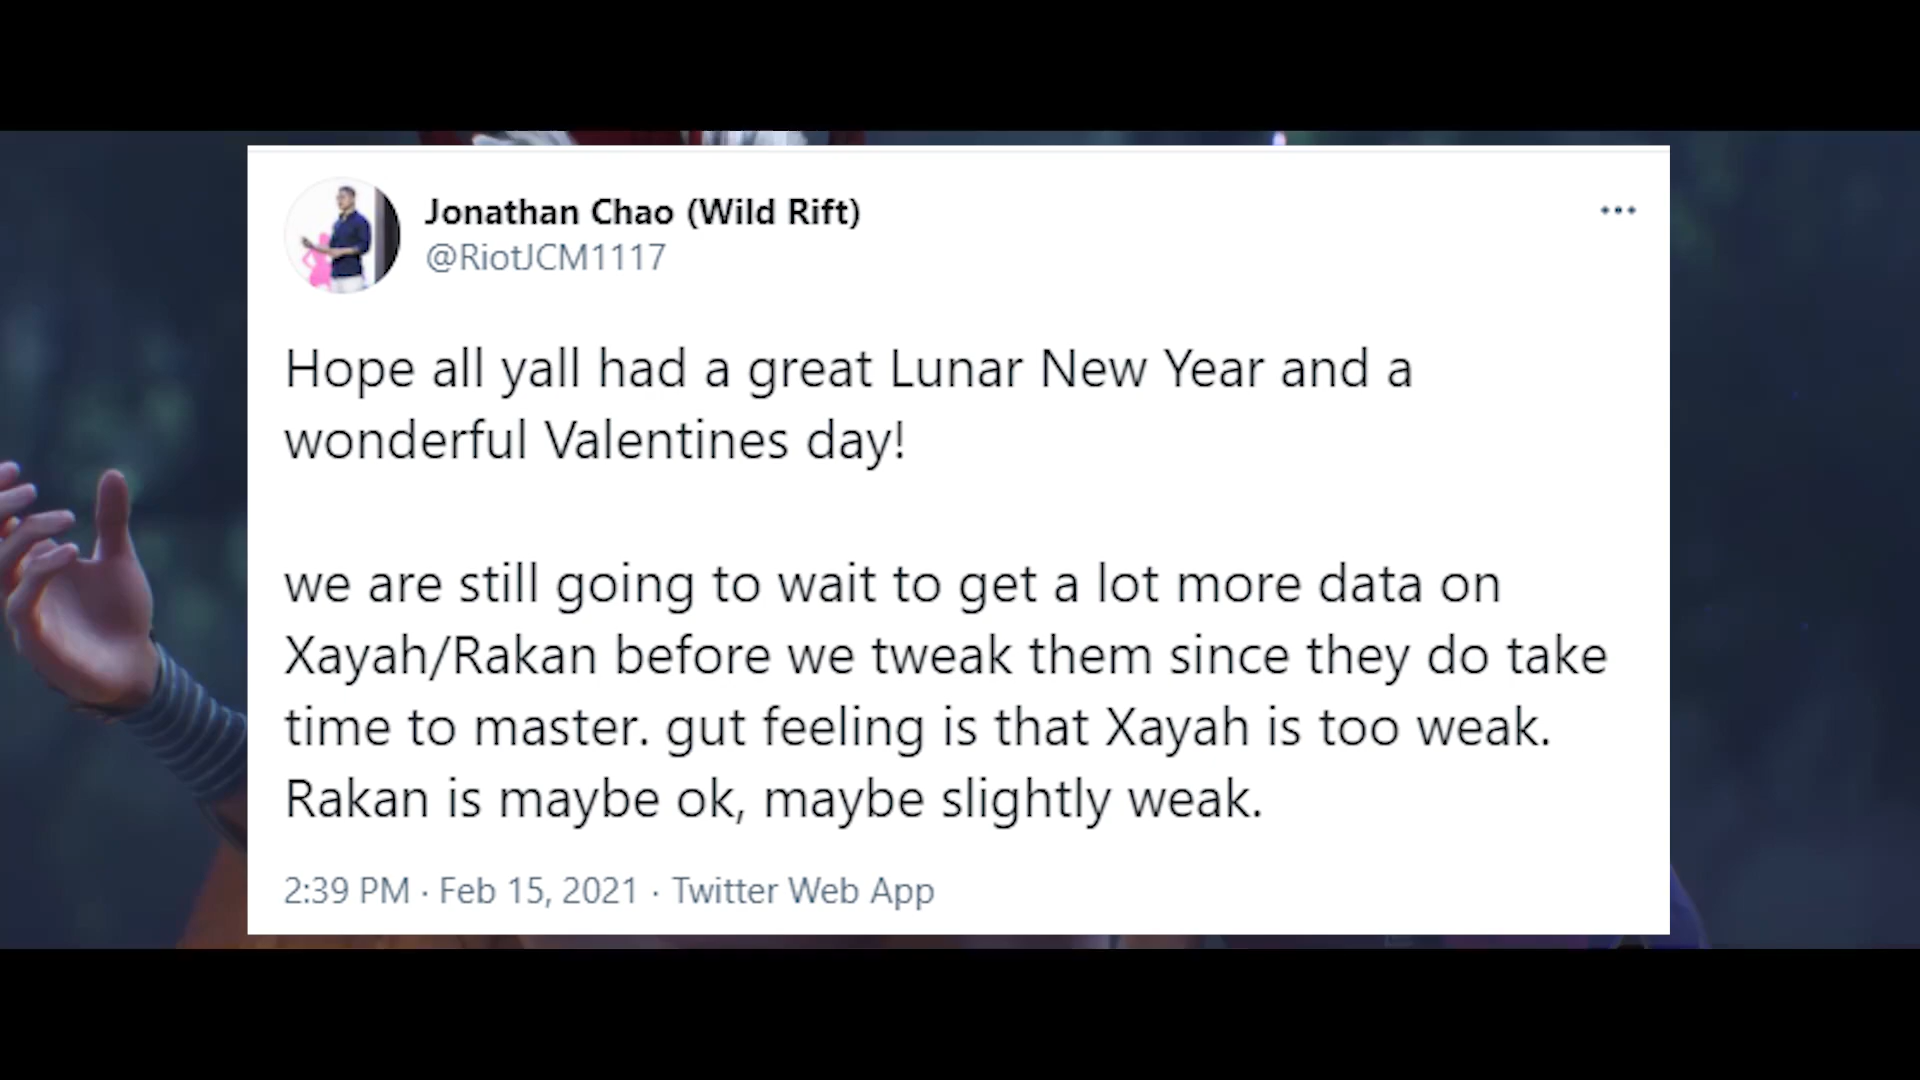 Jonathan Chao (Wild Rift)
@RiotJCM1117
Hope all yall had a great Lunar New Year and a
wonderful Valentines day!
we are still going to wait to get a lot more data on
Xayah/Rakan before we tweak them since they do take
time to master. gut feeling is that Xayah is too weak.
Rakan is maybe ok, maybe slightly weak.
2:39 PM · Feb 15, 2021 · Twitter Web App